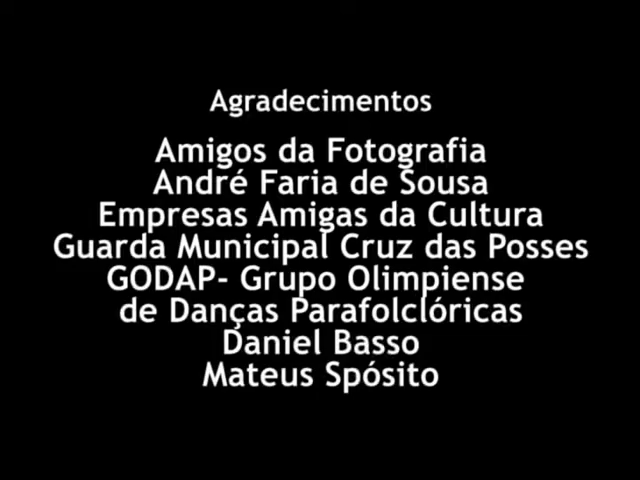 Agradecimentos
Amigos da Fotografia
André Faria de Sousa
Empresas Amigas da Cultura
Guarda Municipal Cruz das Posses
GODAP- Grupo Olimpiense
de Danças Parafolclóricas
Daniel Basso
Mateus Spósito